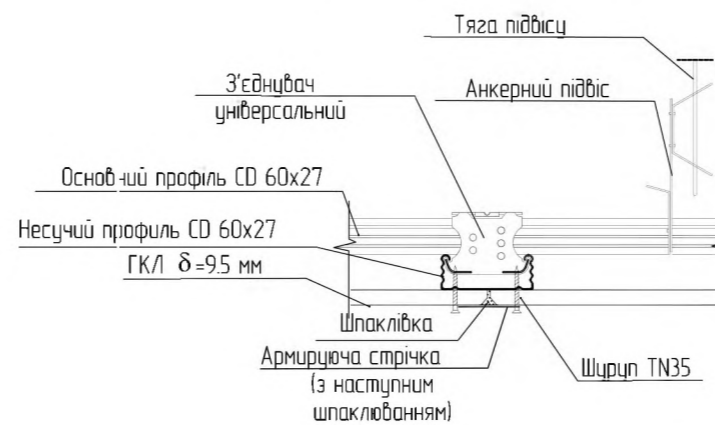 Тяга підвісу
З'єднувач
універсальний
Анкерний підвіс
Основний профіль CD 60x27
Несучий профиль CD 60x27
ГКЛ δ=9.5 мм
Шпаклівка
Армируюча стрічка
(з наступним
шпаклюванням)
Шуруп TN35